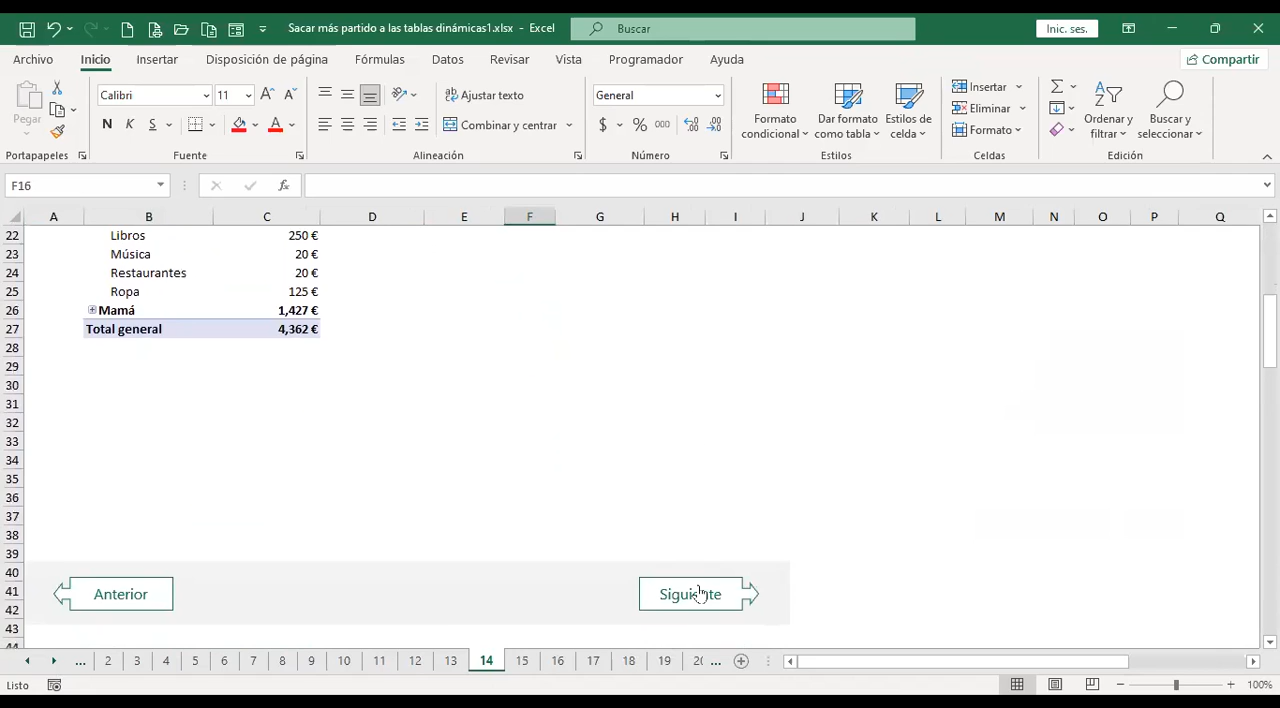 Sacar más partido a las tablas dinámicas1.xlsx - Excel
Buscar
Inic. ses.
Archivo Inicio Insertar Disposición de página Fórmulas Datos Revisar Vista Programador Ayuda Compartir
Pegar
Calibri 11
N K S
Ajustar texto
Combinar y centrar
General
$ % 000
Formato condicional
Dar formato como tabla
Estilos de celda
Insertar
Eliminar
Formato
Ordenar y filtrar
Buscar y seleccionar
Portapapeles Fuente Alineación Número Estilos Celdas Edición
F16 fx
A B C D E F G H I J K L M N O P Q
22 Libros 250 €
23 Música 20 €
24 Restaurantes 20 €
25 Ropa 125 €
26 Mamá 1,427 €
27 Total general 4,362 €
28
29
30
31
32
33
34
35
36
37
38
39
40
41
42
43
44
Anterior Siguiente
... 2 3 4 5 6 7 8 9 10 11 12 13 14 15 16 17 18 19 20 ...
Listo 100%